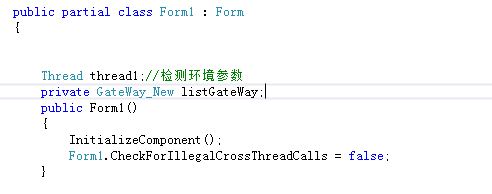 public partial class Form1 : Form
{
Thread thread1;//检测环境参数
private GateWay_New listGateWay;
public Form1()
{
InitializeComponent();
Form1.CheckForIllegalCrossThreadCalls = false;
}